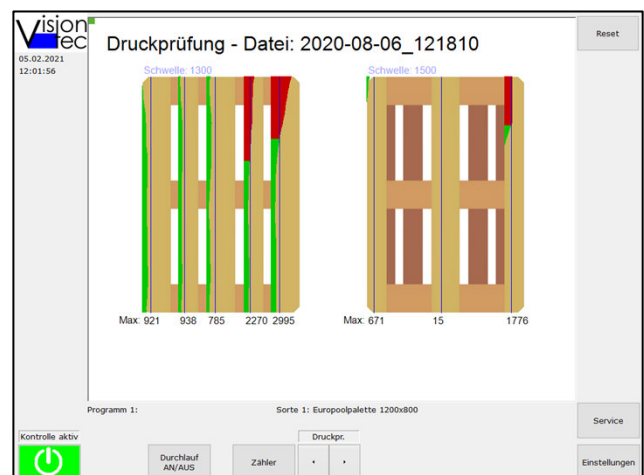 Vision
tec
05.02.2021
12:01:56
Druckprüfung - Datei: 2020-08-06_121810
Reset
Schwelle: 1300
Schwelle: 1500
Max: 921 938 785 2270 2995
Max: 671 15 1776
Programm 1:
Sorte 1: Europoolpalette 1200x800
Service
Kontrolle aktiv
Druckpr.
Durchlauf
AN/AUS
Zähler
Einstellungen